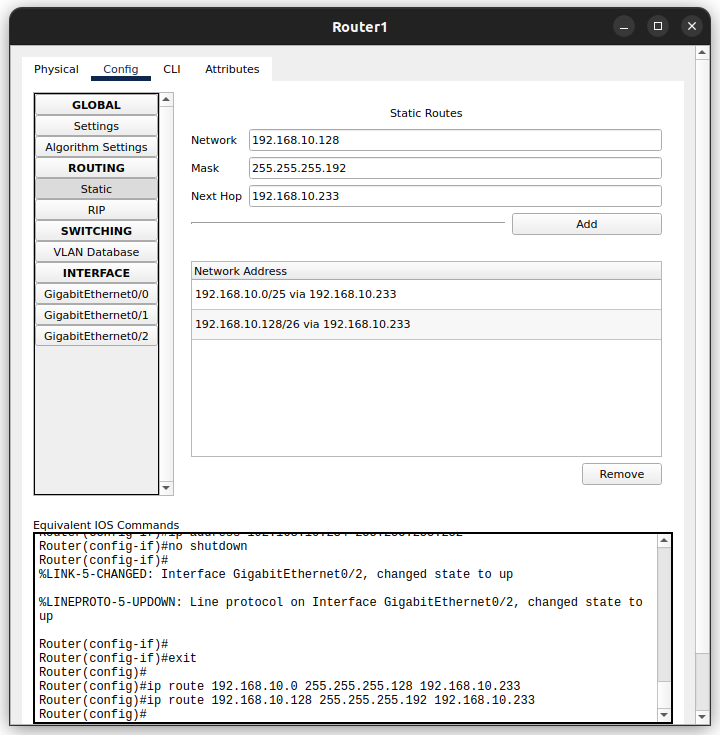 Router1
Physical Config CLI Attributes
GLOBAL
Settings
Algorithm Settings
ROUTING
Static
RIP
SWITCHING
VLAN Database
INTERFACE
GigabitEthernet0/0
GigabitEthernet0/1
GigabitEthernet0/2
Static Routes
Network 192.168.10.128
Mask 255.255.255.192
Next Hop 192.168.10.233
Add
Network Address
192.168.10.0/25 via 192.168.10.233
192.168.10.128/26 via 192.168.10.233
Remove
Equivalent IOS Commands
Router(config-if)#ip address
Router(config-if)#no shutdown
Router(config-if)#
%LINK-5-CHANGED: Interface GigabitEthernet0/2, changed state to up
%LINEPROTO-5-UPDOWN: Line protocol on Interface GigabitEthernet0/2, changed state to
up
Router(config-if)#
Router(config-if)#exit
Router(config)#
Router(config)#ip route 192.168.10.0 255.255.255.128 192.168.10.233
Router(config)#ip route 192.168.10.128 255.255.255.192 192.168.10.233
Router(config)#